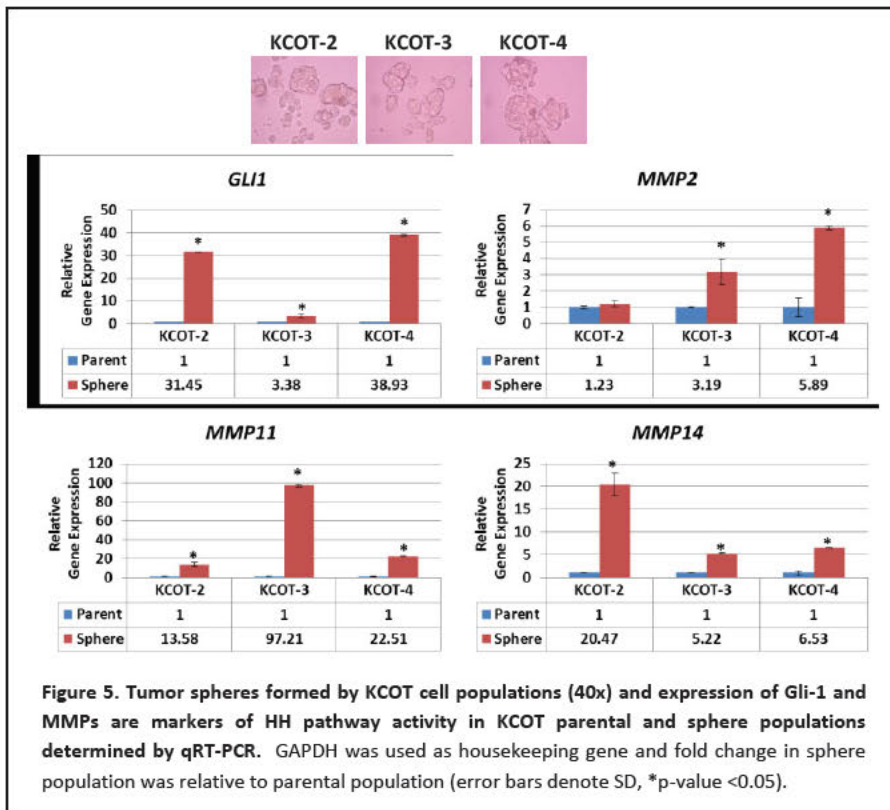 KCOT-2 KCOT-3 KCOT-4
GLI1
Relative
Gene Expression
50
40
30
20
10
0
* * *
KCOT-2 KCOT-3 KCOT-4
Parent 1 1 1
Sphere 31.45 3.38 38.93
MMP2
Relative
Gene Expression
7
6
5
4
3
2
1
0
* *
KCOT-2 KCOT-3 KCOT-4
Parent 1 1 1
Sphere 1.23 3.19 5.89
MMP11
Relative
Gene Expression
120
100
80
60
40
20
0
* * *
KCOT-2 KCOT-3 KCOT-4
Parent 1 1 1
Sphere 13.58 97.21 22.51
MMP14
Relative
Gene Expression
25
20
15
10
5
0
* * *
KCOT-2 KCOT-3 KCOT-4
Parent 1 1 1
Sphere 20.47 5.22 6.53
Figure 5. Tumor spheres formed by KCOT cell populations (40x) and expression of Gli-1 and
MMPs are markers of HH pathway activity in KCOT parental and sphere populations
determined by qRT-PCR. GAPDH was used as housekeeping gene and fold change in sphere
population was relative to parental population (error bars denote SD, *p-value <0.05).